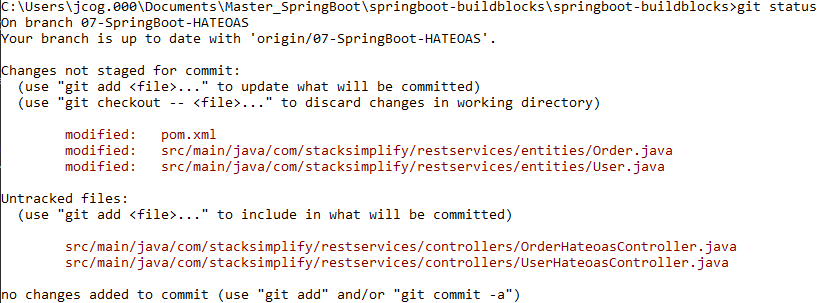 C:\Users\jcog.000\Documents\Master_SpringBoot\springboot-buildblocks\springboot-buildblocks>git status
On branch 07-SpringBoot-HATEOAS
Your branch is up to date with 'origin/07-SpringBoot-HATEOAS'.
Changes not staged for commit:
(use "git add <file>..." to update what will be committed)
(use "git checkout -- <file>..." to discard changes in working directory)
modified: pom.xml
modified: src/main/java/com/stacksimplify/restservices/entities/Order.java
modified: src/main/java/com/stacksimplify/restservices/entities/User.java
Untracked files:
(use "git add <file>..." to include in what will be committed)
src/main/java/com/stacksimplify/restservices/controllers/OrderHateoasController.java
src/main/java/com/stacksimplify/restservices/controllers/UserHateoasController.java
no changes added to commit (use "git add" and/or "git commit -a")